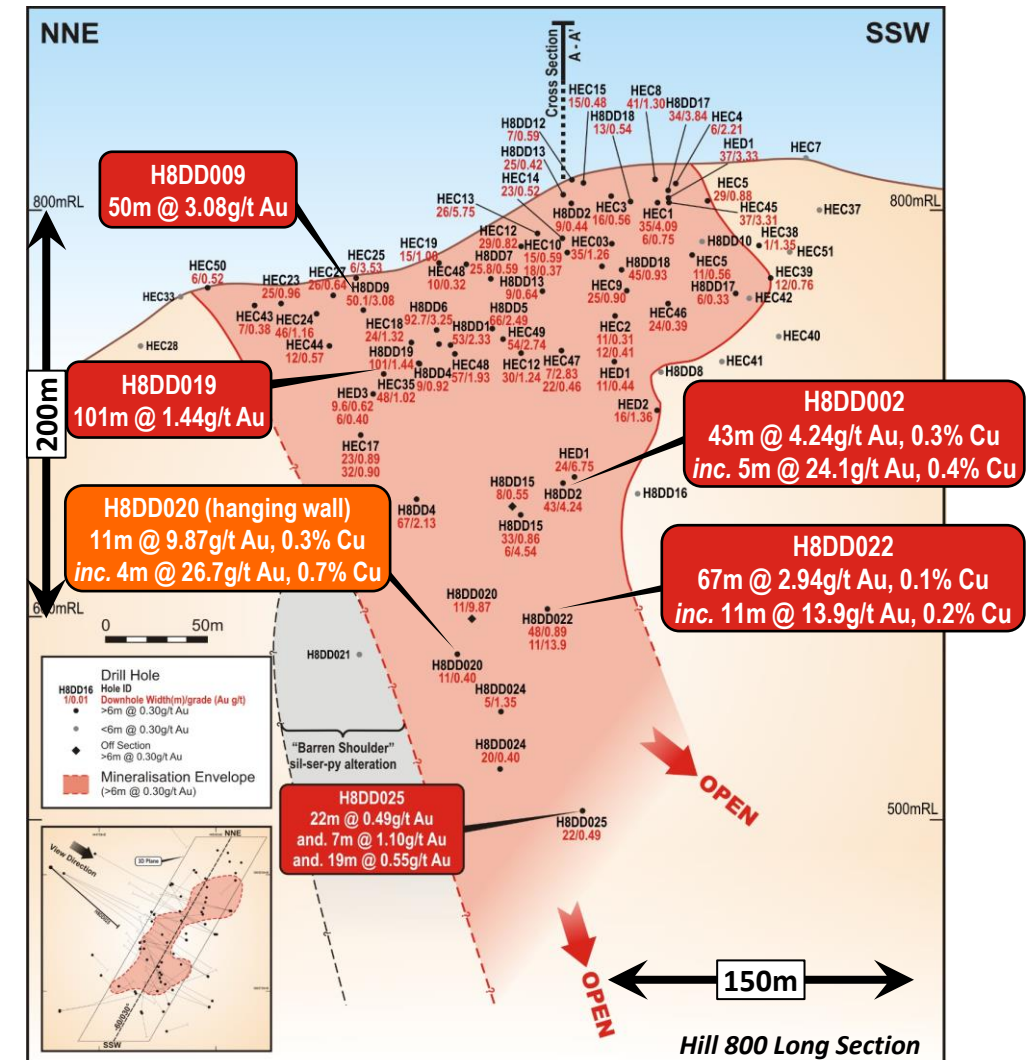 NNE
SSW
Cross Section
A - A'
HEC15
15/0.48
HEC8
41/1.30
H8DD17
34/3.84
H8DD18
13/0.54
HEC4
6/2.21
H8DD12
7/0.59
HED1
37/3.33
HEC7
H8DD13
25/0.42
HEC14
23/0.52
H8DD009
50m @ 3.08g/t Au
800mRL
800mRL
HEC13
26/5.75
H8DD2
9/0.44
HEC3
16/0.56
HEC1
35/4.09
6/0.75
HEC5
29/0.88
HEC45
37/3.31
HEC37
HEC12
29/0.82
HEC10
15/0.59
18/0.37
HEC03
35/1.26
H8DD10
HEC38
1/1.35
HEC51
HEC19
15/1.00
HEC25
6/3.53
H8DD7
25.8/0.59
H8DD18
45/0.93
HEC5
11/0.56
HEC50
6/0.52
HEC27
26/0.64
HEC48
10/0.32
H8DD13
9/0.64
HEC9
25/0.90
H8DD17
6/0.33
HEC39
12/0.76
HEC33
HEC23
25/0.96
H8DD9
50.1/3.08
HEC42
HEC43
7/0.38
HEC24
46/1.16
HEC18
24/1.32
H8DD6
92.7/3.25
H8DD1
53/2.33
H8DD5
66/2.49
HEC49
54/2.74
HEC2
11/0.31
12/0.41
HEC46
24/0.39
HEC40
HEC28
HEC44
12/0.57
H8DD19
101/1.44
H8DD4
9/0.92
HEC48
57/1.93
HEC12
30/1.24
HEC47
7/2.83
22/0.46
HED1
11/0.44
H8DD8
HEC41
H8DD019
101m @ 1.44g/t Au
HEC35
48/1.02
HED3
9.6/0.62
6/0.40
HED2
16/1.36
H8DD002
43m @ 4.24g/t Au, 0.3% Cu
inc. 5m @ 24.1g/t Au, 0.4% Cu
200m
HEC17
23/0.89
32/0.90
HED1
24/6.75
H8DD15
8/0.55
H8DD2
43/4.24
H8DD16
H8DD4
67/2.13
H8DD15
33/0.86
6/4.54
H8DD020 (hanging wall)
11m @ 9.87g/t Au, 0.3% Cu
inc. 4m @ 26.7g/t Au, 0.7% Cu
H8DD022
67m @ 2.94g/t Au, 0.1% Cu
inc. 11m @ 13.9g/t Au, 0.2% Cu
H8DD020
11/9.87
H8DD022
48/0.89
11/13.9
0 50m
H8DD021
H8DD020
11/0.40
H8DD024
5/1.35
Drill Hole
H8DD16 Hole ID
1/0.01 Downhole Width(m)/grade (Au g/t)
>6m @ 0.30g/t Au
<6m @ 0.30g/t Au
Off Section
>6m @ 0.30g/t Au
Mineralisation Envelope
(>6m @ 0.30g/t Au)
"Barren Shoulder"
sil-ser-py alteration
H8DD024
20/0.40
OPEN
500mRL
H8DD025
22m @ 0.49g/t Au
and. 7m @ 1.10g/t Au
and. 19m @ 0.55g/t Au
H8DD025
22/0.49
NNE
View Direction
SSW
OPEN
150m
Hill 800 Long Section